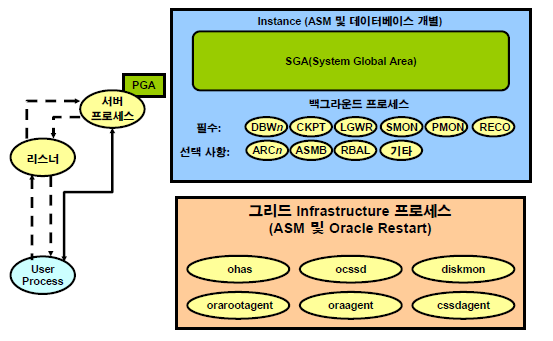 Instance (ASM 및 데이터베이스 개별)
SGA(System Global Area)
PGA
서버
프로세스
백그라운드 프로세스
필수:
DBWn
CKPT
LGWR
SMON
PMON
RECO
선택 사항:
ARCn
ASMB
RBAL
기타
리스너
User
Process
그리드 Infrastructure 프로세스
(ASM 및 Oracle Restart)
ohas
ocssd
diskmon
orarootagent
oraagent
cssdagent